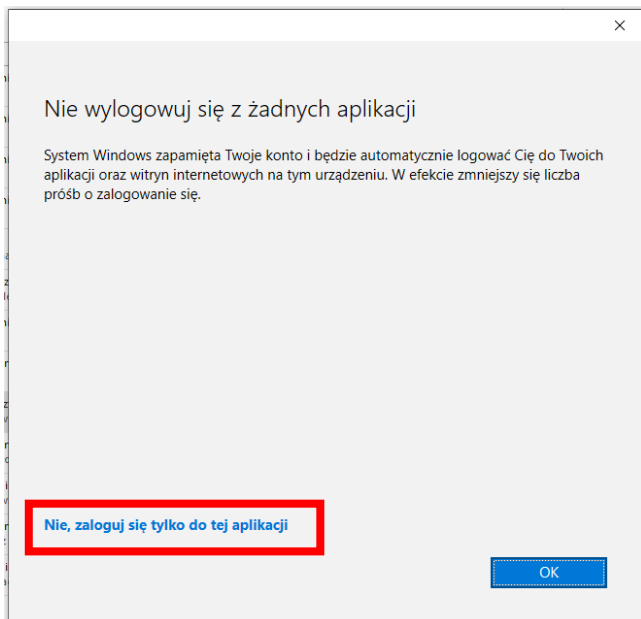 Nie wylogowuj się z żadnych aplikacji
System Windows zapamięta Twoje konto i będzie automatycznie logować Cię do Twoich
aplikacji oraz witryn internetowych na tym urządzeniu. W efekcie zmniejszy się liczba
próśb o zalogowanie się.
Nie, zaloguj się tylko do tej aplikacji
OK